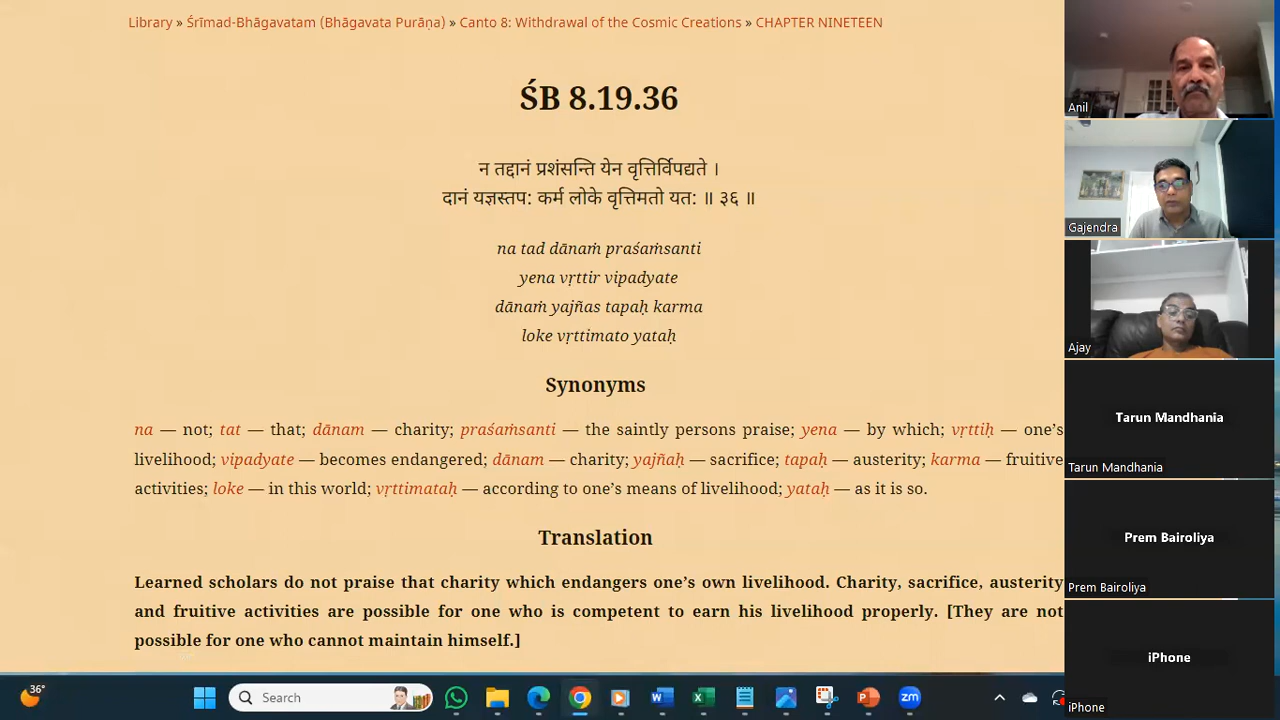 Library » Śrīmad-Bhāgavatam (Bhāgavata Purāṇa) » Canto 8: Withdrawal of the Cosmic Creations » CHAPTER NINETEEN
ŚB 8.19.36
न तद्दानं प्रशंसन्ति येन वृत्तिर्विपद्यते ।
दानं यज्ञस्तप: कर्म लोके वृत्तिमतो यत: ॥ ३६ ॥
na tad dānaṁ praśaṁsanti
yena vṛttir vipadyate
dānaṁ yajñas tapaḥ karma
loke vṛttimato yataḥ
Synonyms
na — not; tat — that; dānam — charity; praśaṁsanti — the saintly persons praise; yena — by which; vṛttiḥ — one’s
livelihood; vipadyate — becomes endangered; dānam — charity; yajñaḥ — sacrifice; tapaḥ — austerity; karma — fruitive
activities; loke — in this world; vṛttimataḥ — according to one’s means of livelihood; yataḥ — as it is so.
Translation
Learned scholars do not praise that charity which endangers one’s own livelihood. Charity, sacrifice, austerity
and fruitive activities are possible for one who is competent to earn his livelihood properly. [They are not
possible for one who cannot maintain himself.]
36°
Search
zm
Anil
Gajendra
Ajay
Tarun Mandhania
Tarun Mandhania
Prem Bairoliya
Prem Bairoliya
iPhone
iPhone